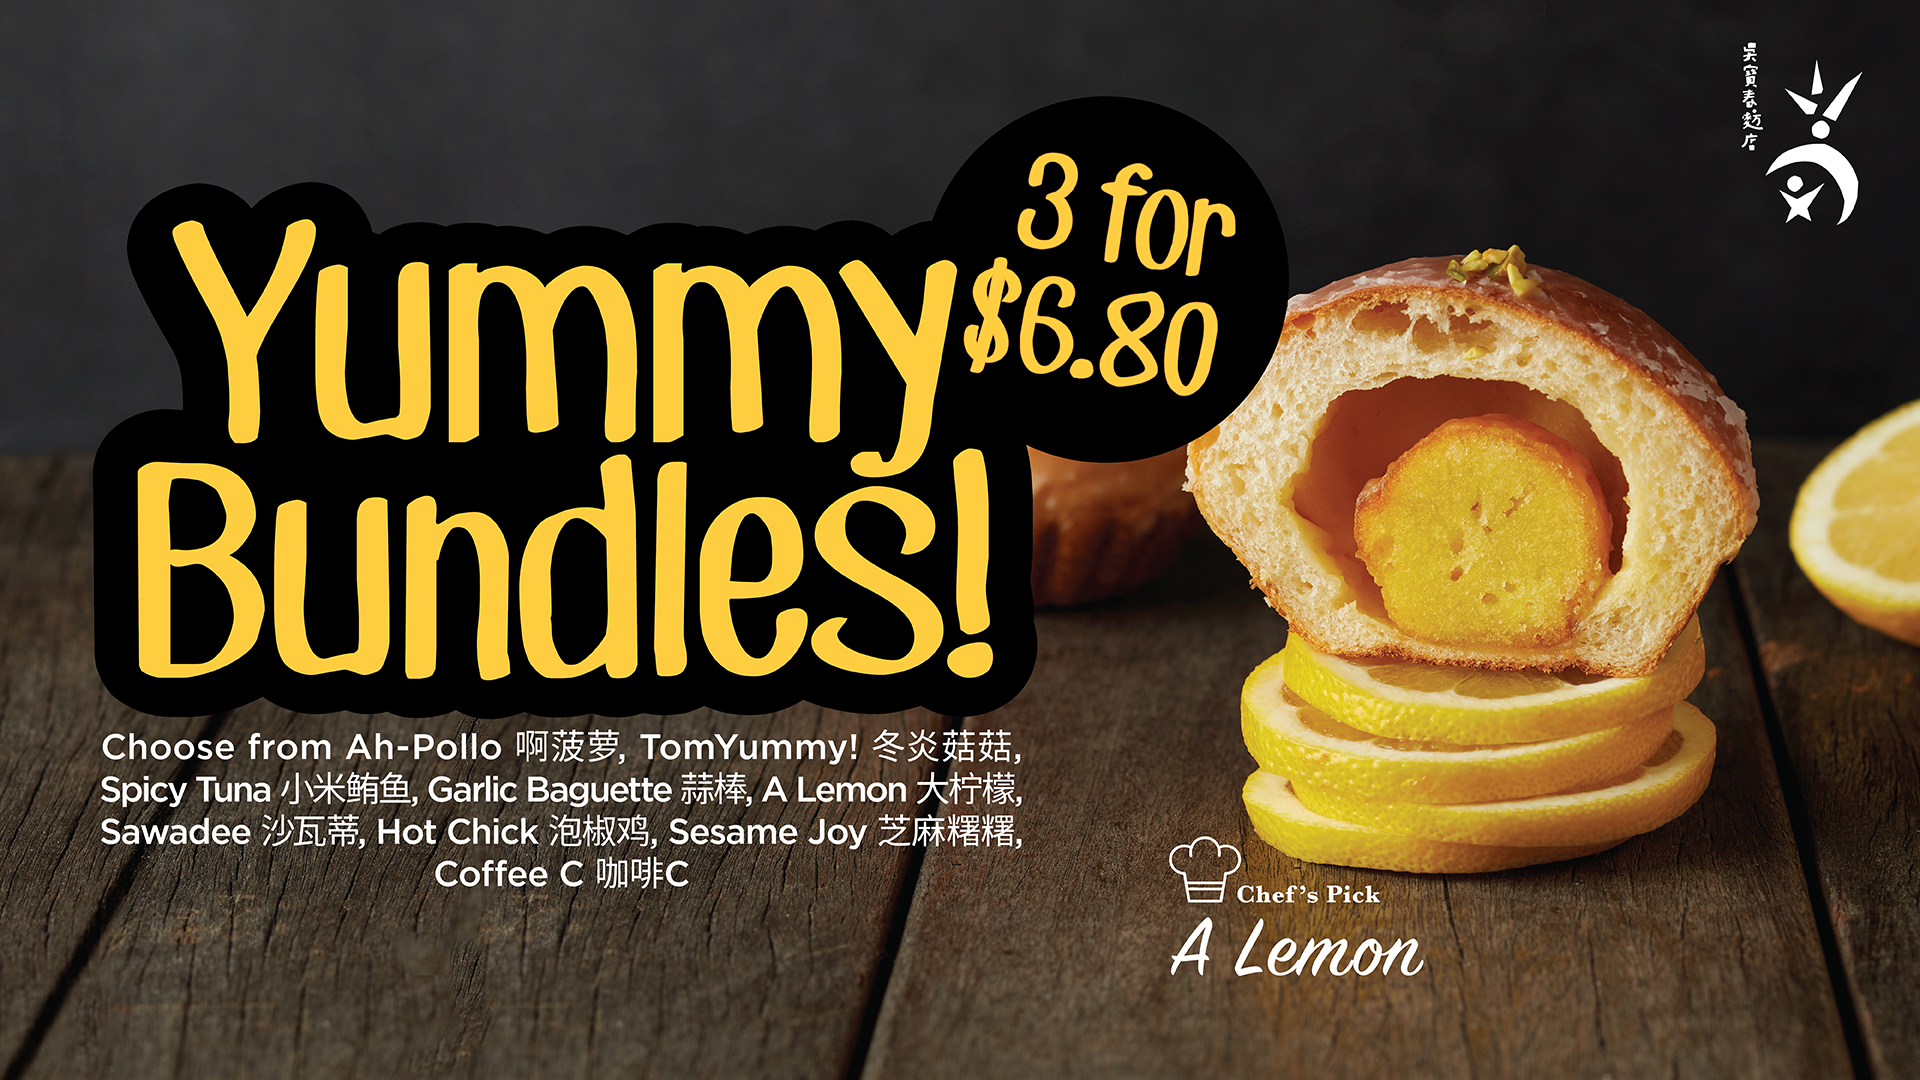 吳寶春麵店
3 for
$6.80
Yummy
Bundles!
Choose from Ah-Pollo 啊菠萝, TomYummy! 冬炎菇菇,
Spicy Tuna 小米鲔鱼, Garlic Baguette 蒜棒, A Lemon 大柠檬,
Sawadee 沙瓦蒂, Hot Chick 泡椒鸡, Sesame Joy 芝麻糬糬,
Coffee C 咖啡C
Chef's Pick
A Lemon